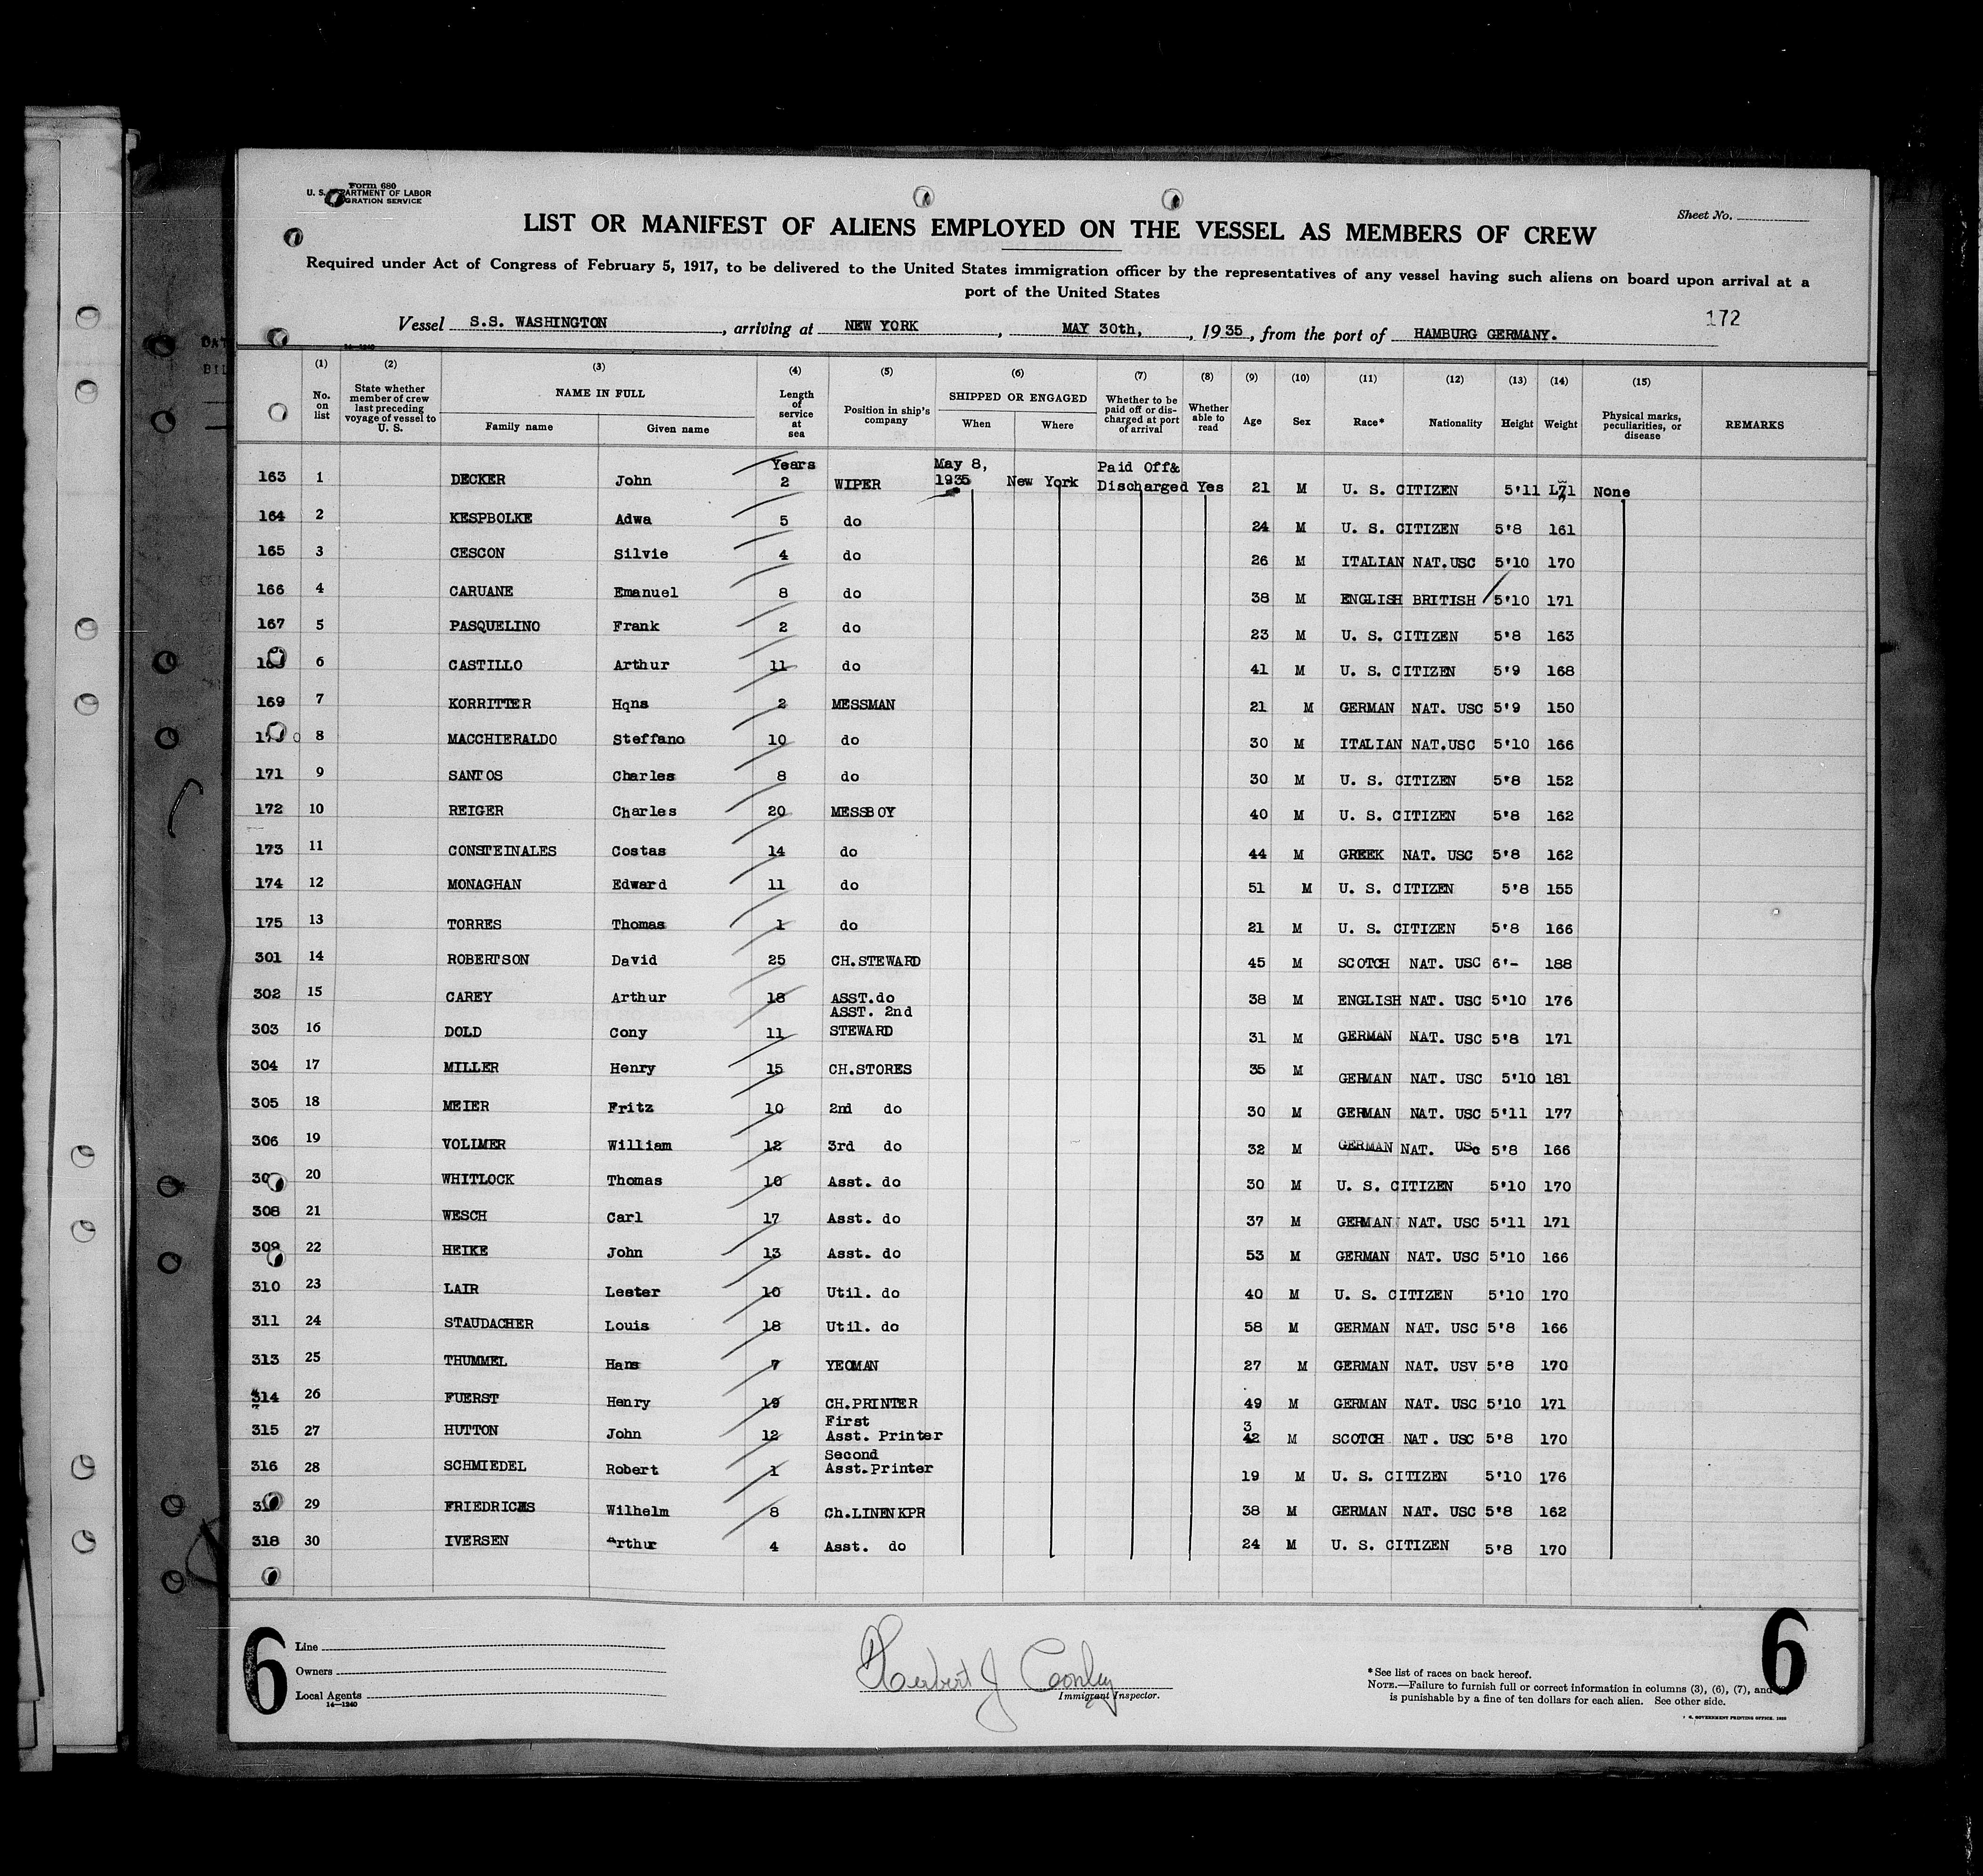 Form 680
U. S. DEPARTMENT OF LABOR
IMMIGRATION SERVICE
Sheet No.
LIST OR MANIFEST OF ALIENS EMPLOYED ON THE VESSEL AS MEMBERS OF CREW
Required under Act of Congress of February 5, 1917, to be delivered to the United States immigration officer by the representatives of any vessel having such aliens on board upon arrival at a
port of the United States
172
Vessel S.S. WASHINGTON, arriving at NEW YORK, MAY 30th,, 1935, from the port of HAMBURG GERMANY.
14—1240
(1) (2) (3) (4) (5) (6) (7) (8) (9) (10) (11) (12) (13) (14) (15)
No. on list State whether member of crew last preceding voyage of vessel to U. S. NAME IN FULL Family name Given name Length of service at sea Position in ship's company SHIPPED OR ENGAGED When Where Whether to be paid off or discharged at port of arrival Whether able to read Age Sex Race* Nationality Height Weight Physical marks, peculiarities, or disease REMARKS
Years May 8, Paid Off&
163 1 DECKER John 2 WIPER 1935 New York Discharged Yes 21 M U. S. CITIZEN 5'11 171 None
164 2 KESPBOLKE Adwa 5 do 24 M U. S. CITIZEN 5'8 161
165 3 CESCON Silvie 4 do 26 M ITALIAN NAT.USC 5'10 170
166 4 CARUANE Emanuel 8 do 38 M ENGLISH BRITISH 5'10 171
167 5 PASQUELINO Frank 2 do 23 M U. S. CITIZEN 5'8 163
6 CASTILLO Arthur 11 do 41 M U. S. CITIZEN 5'9 168
169 7 KORRITTER Hqns 2 MESSMAN 21 M GERMAN NAT. USC 5'9 150
8 MACCHIERALDO Steffano 10 do 30 M ITALIAN NAT.USC 5'10 166
171 9 SANTOS Charles 8 do 30 M U. S. CITIZEN 5'8 152
172 10 REIGER Charles 20 MESSBOY 40 M U. S. CITIZEN 5'8 162
173 11 CONSTEINALES Costas 14 do 44 M GREEK NAT. USC 5'8 162
174 12 MONAGHAN Edward 11 do 51 M U. S. CITIZEN 5'8 155
175 13 TORRES Thomas 1 do 21 M U. S. CITIZEN 5'8 166
301 14 ROBERTSON David 25 CH.STEWARD 45 M SCOTCH NAT. USC 6'- 188
302 15 CAREY Arthur 18 ASST.do 38 M ENGLISH NAT. USC 5'10 176
ASST. 2nd
303 16 DOLD Cony 11 STEWARD 31 M GERMAN NAT. USC 5'8 171
304 17 MILLER Henry 15 CH.STORES 35 M GERMAN NAT. USC 5'10 181
305 18 MEIER Fritz 10 2nd do 30 M GERMAN NAT. USC 5'11 177
306 19 VOLLMER William 12 3rd do 32 M GERMAN NAT. USc 5'8 166
20 WHITLOCK Thomas 10 Asst. do 30 M U. S. CITIZEN 5'10 170
308 21 WESCH Carl 17 Asst. do 37 M GERMAN NAT. USC 5'11 171
309 22 HEIKE John 13 Asst. do 53 M GERMAN NAT. USC 5'10 166
310 23 LAIR Lester 10 Util. do 40 M U. S. CITIZEN 5'10 170
311 24 STAUDACHER Louis 18 Util. do 58 M GERMAN NAT. USC 5'8 166
313 25 THUMMEL Hans 7 YEOMAN 27 M GERMAN NAT. USV 5'8 170
314 26 FUERST Henry 19 CH.PRINTER 49 M GERMAN NAT. USC 5'10 171
First 3
315 27 HUTTON John 12 Asst. Printer 42 M SCOTCH NAT. USC 5'8 170
Second
316 28 SCHMIEDEL Robert 1 Asst.Printer 19 M U. S. CITIZEN 5'10 176
29 FRIEDRICHS Wilhelm 8 Ch.LINENKPR 38 M GERMAN NAT. USC 5'8 162
318 30 IVERSEN Arthur 4 Asst. do 24 M U. S. CITIZEN 5'8 170
6
Line
Owners
Local Agents
14—1240
Herbert J Coonley
Immigrant Inspector.
*See list of races on back hereof.
NOTE.—Failure to furnish full or correct information in columns (3), (6), (7), and
is punishable by a fine of ten dollars for each alien. See other side.
U. S. GOVERNMENT PRINTING OFFICE
6